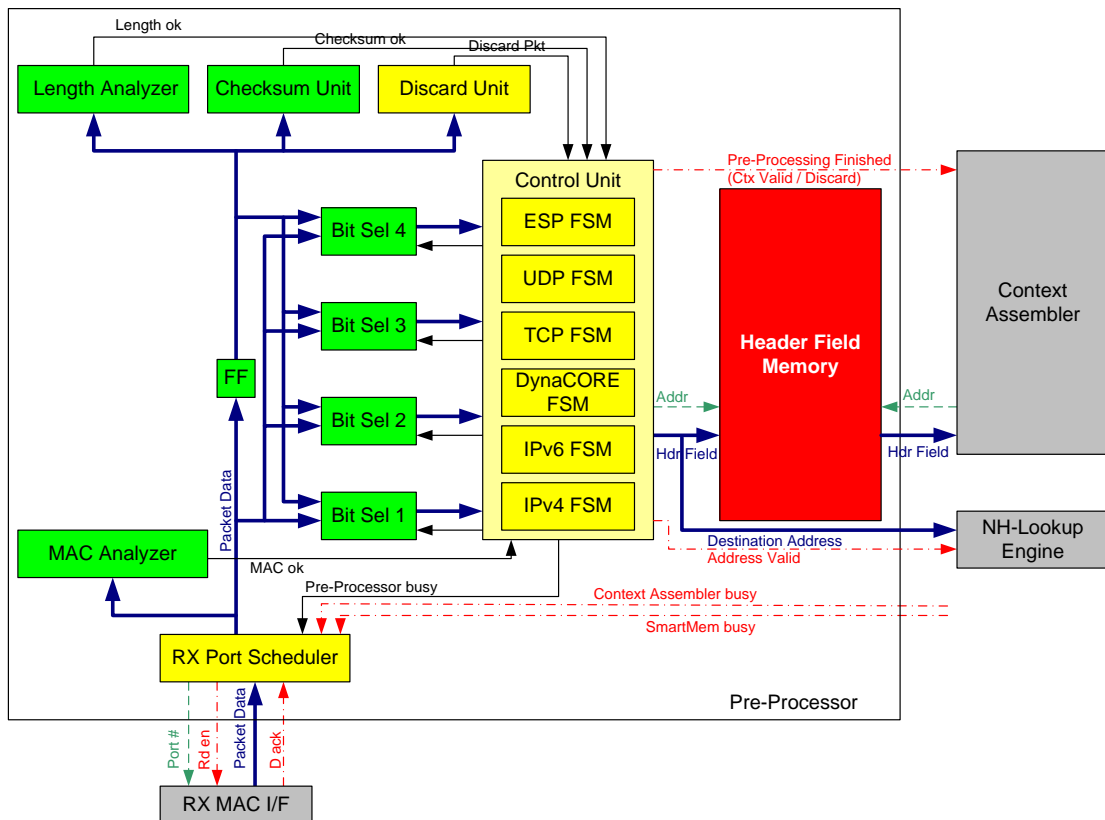 Length ok
Checksum ok
Discard Pkt
Length Analyzer
Checksum Unit
Discard Unit
Control Unit
Pre-Processing Finished
(Ctx Valid / Discard)
ESP FSM
UDP FSM
TCP FSM
DynaCORE
FSM
IPv6 FSM
IPv4 FSM
Bit Sel 4
Bit Sel 3
Bit Sel 2
Bit Sel 1
FF
Packet Data
Header Field
Memory
Context
Assembler
Addr
Addr
Hdr Field
Hdr Field
MAC Analyzer
MAC ok
NH-Lookup
Engine
Destination Address
Address Valid
Pre-Processor busy
Context Assembler busy
SmartMem busy
RX Port Scheduler
Pre-Processor
Port #
Rd en
Packet Data
D ack
RX MAC I/F